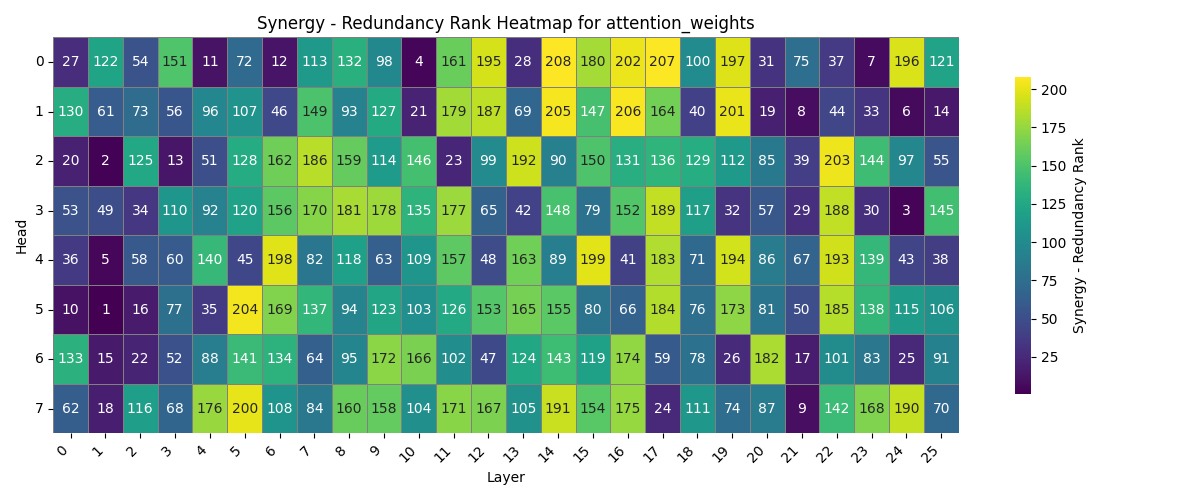 Synergy - Redundancy Rank Heatmap for attention_weights
0 27 122 54 151 11 72 12 113 132 98 4 161 195 28 208 180 202 207 100 197 31 75 37 7 196 121
1 130 61 73 56 96 107 46 149 93 127 21 179 187 69 205 147 206 164 40 201 19 8 44 33 6 14
2 20 2 125 13 51 128 162 186 159 114 146 23 99 192 90 150 131 136 129 112 85 39 203 144 97 55
3 53 49 34 110 92 120 156 170 181 178 135 177 65 42 148 79 152 189 117 32 57 29 188 30 3 145
4 36 5 58 60 140 45 198 82 118 63 109 157 48 163 89 199 41 183 71 194 86 67 193 139 43 38
5 10 1 16 77 35 204 169 137 94 123 103 126 153 165 155 80 66 184 76 173 81 50 185 138 115 106
6 133 15 22 52 88 141 134 64 95 172 166 102 47 124 143 119 174 59 78 26 182 17 101 83 25 91
7 62 18 116 68 176 200 108 84 160 158 104 171 167 105 191 154 175 24 111 74 87 9 142 168 190 70
0 1 2 3 4 5 6 7 8 9 10 11 12 13 14 15 16 17 18 19 20 21 22 23 24 25
Layer
Head
200
175
150
125
100
75
50
25
Synergy - Redundancy Rank